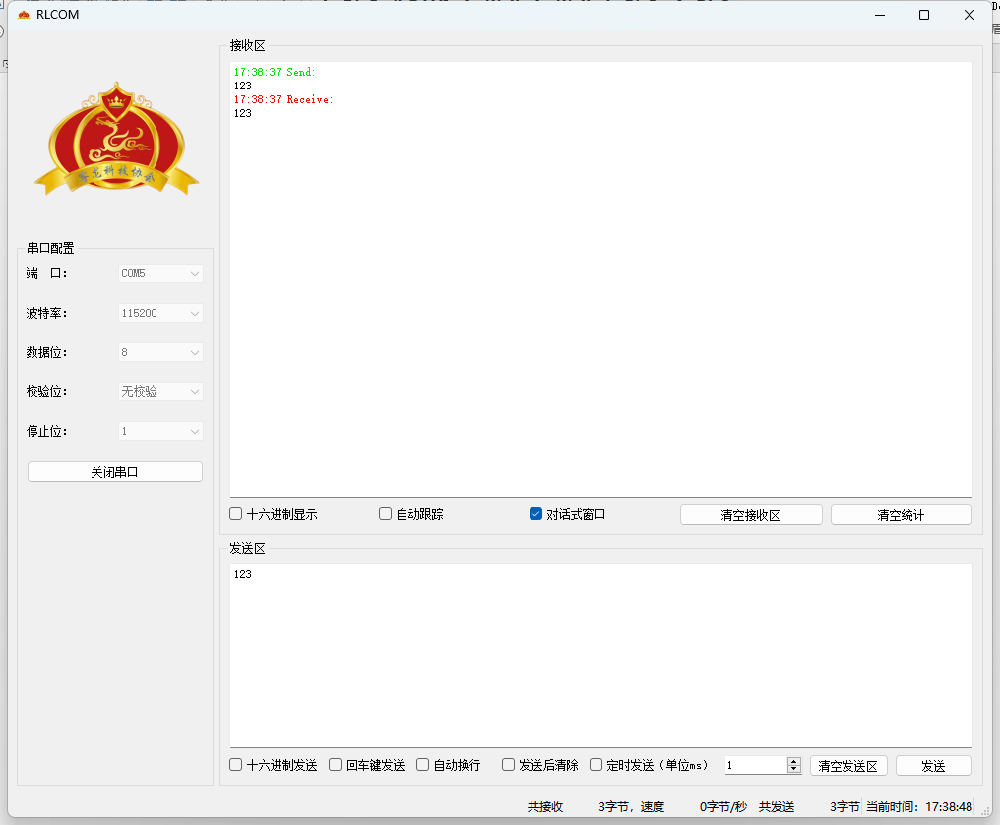 RLCOM
接收区
17:38:37 Send:
123
17:38:37 Receive:
123
龙科技协
串口配置
端 口: COM5
波特率: 115200
数据位: 8
校验位: 无校验
停止位: 1
关闭串口
十六进制显示 自动跟踪 对话式窗口 清空接收区 清空统计
发送区
123
十六进制发送 回车键发送 自动换行 发送后清除 定时发送（单位ms） 1 清空发送区 发送
共接收 3字节，速度 0字节/秒 共发送 3字节 当前时间: 17:38:48